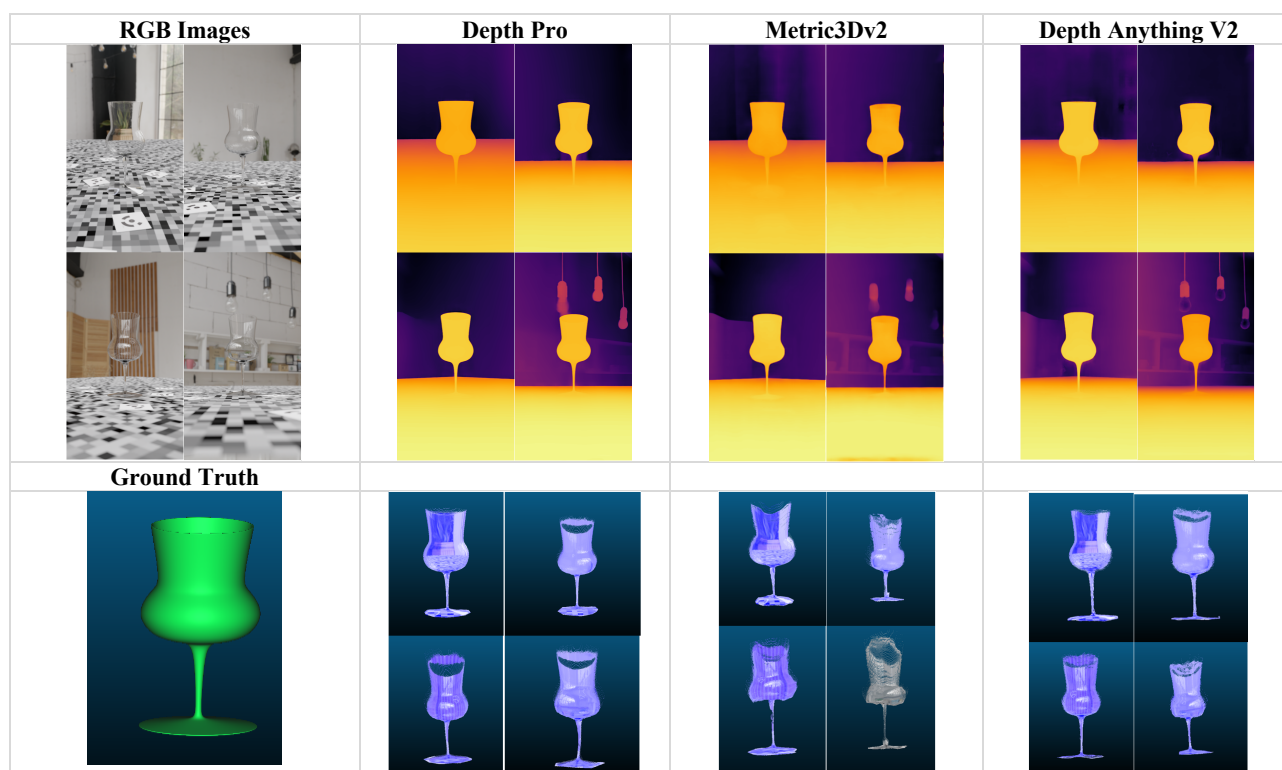 RGB Images
Depth Pro
Metric3Dv2
Depth Anything V2
Ground Truth